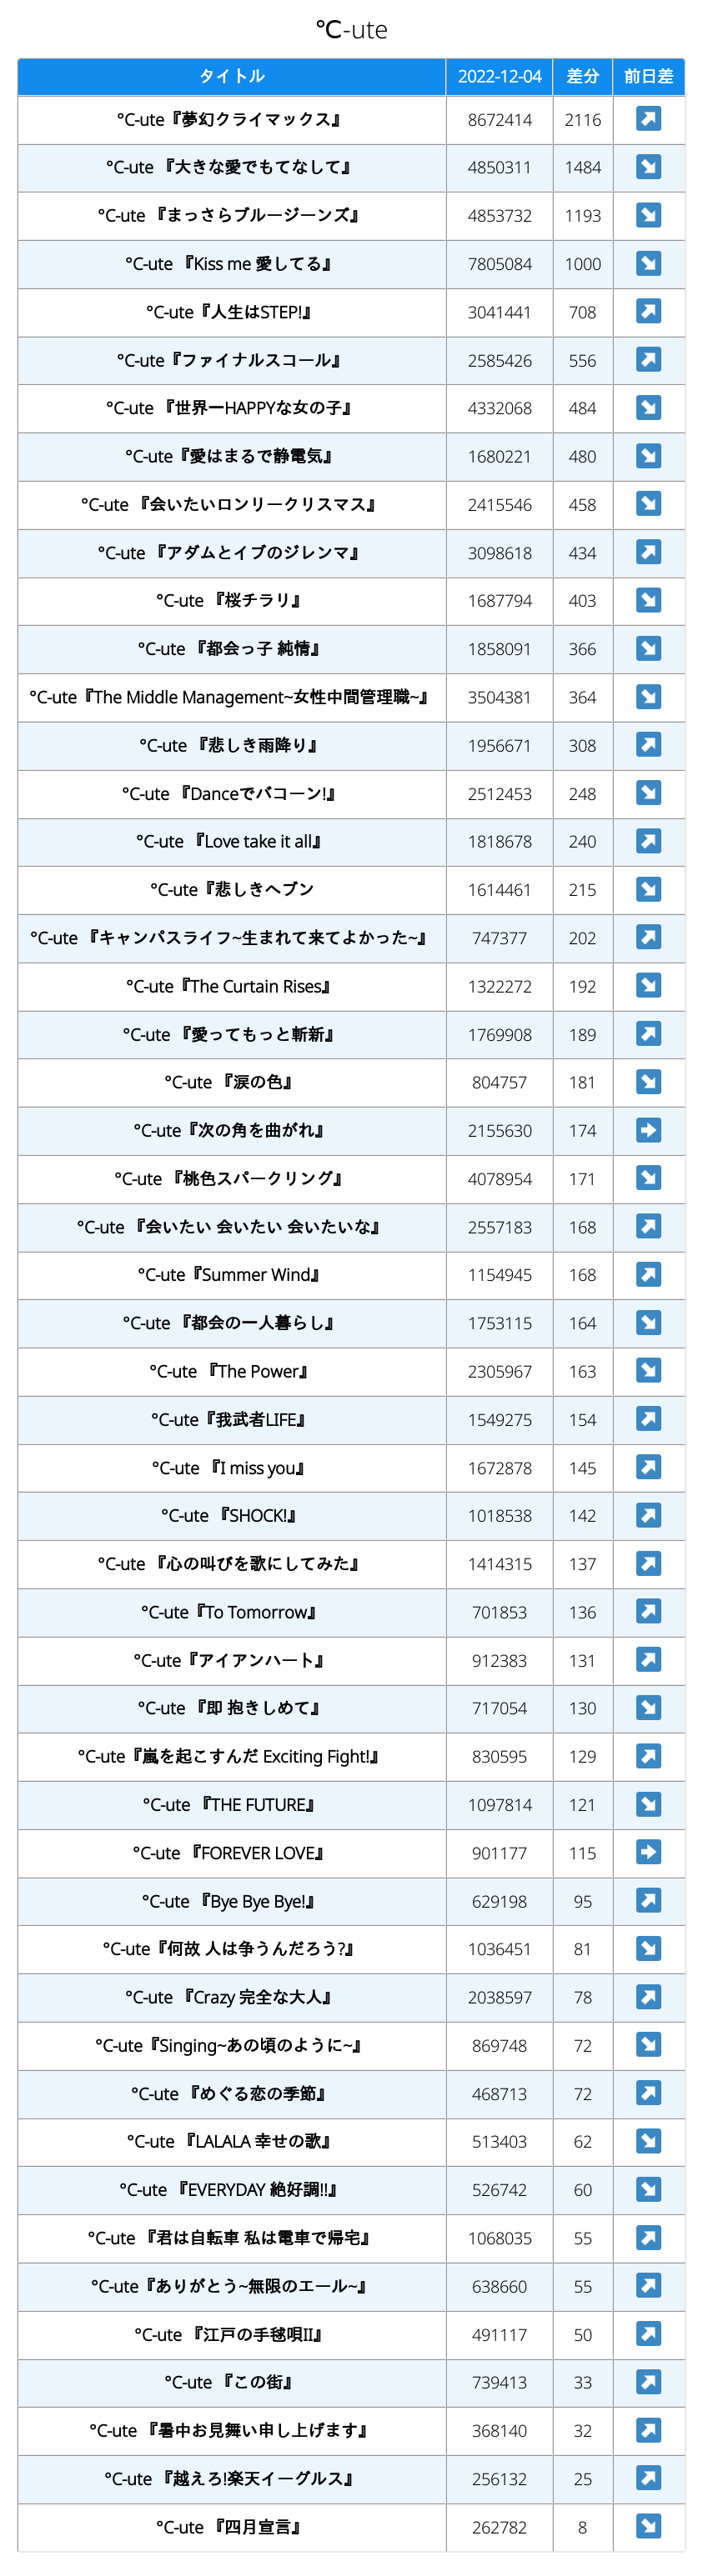 ℃-ute
タイトル 2022-12-04 差分 前日差
°C-ute『夢幻クライマックス』 8672414 2116 ↗
°C-ute 『大きな愛でもてなして』 4850311 1484 ↘
°C-ute 『まっさらブルージーンズ』 4853732 1193 ↘
°C-ute 『Kiss me 愛してる』 7805084 1000 ↘
°C-ute『人生はSTEP!』 3041441 708 ↗
°C-ute『ファイナルスコール』 2585426 556 ↗
°C-ute 『世界一HAPPYな女の子』 4332068 484 ↘
°C-ute『愛はまるで静電気』 1680221 480 ↘
°C-ute 『会いたいロンリークリスマス』 2415546 458 ↘
°C-ute 『アダムとイブのジレンマ』 3098618 434 ↗
°C-ute 『桜チラリ』 1687794 403 ↘
°C-ute 『都会っ子 純情』 1858091 366 ↘
°C-ute『The Middle Management~女性中間管理職~』 3504381 364 ↘
°C-ute 『悲しき雨降り』 1956671 308 ↗
°C-ute 『Danceでバコーン!』 2512453 248 ↘
°C-ute 『Love take it all』 1818678 240 ↗
°C-ute『悲しきヘブン 1614461 215 ↘
°C-ute 『キャンパスライフ~生まれて来てよかった~』 747377 202 ↗
°C-ute『The Curtain Rises』 1322272 192 ↘
°C-ute 『愛ってもっと斬新』 1769908 189 ↗
°C-ute 『涙の色』 804757 181 ↘
°C-ute『次の角を曲がれ』 2155630 174 →
°C-ute 『桃色スパークリング』 4078954 171 ↘
°C-ute 『会いたい 会いたい 会いたいな』 2557183 168 ↗
°C-ute『Summer Wind』 1154945 168 ↗
°C-ute 『都会の一人暮らし』 1753115 164 ↘
°C-ute 『The Power』 2305967 163 ↘
°C-ute『我武者LIFE』 1549275 154 ↗
°C-ute 『I miss you』 1672878 145 ↗
°C-ute 『SHOCK!』 1018538 142 ↗
°C-ute 『心の叫びを歌にしてみた』 1414315 137 ↗
°C-ute『To Tomorrow』 701853 136 ↗
°C-ute『アイアンハート』 912383 131 ↗
°C-ute 『即 抱きしめて』 717054 130 ↘
°C-ute『嵐を起こすんだ Exciting Fight!』 830595 129 ↗
°C-ute 『THE FUTURE』 1097814 121 ↘
°C-ute 『FOREVER LOVE』 901177 115 →
°C-ute 『Bye Bye Bye!』 629198 95 ↗
°C-ute『何故 人は争うんだろう?』 1036451 81 ↘
°C-ute 『Crazy 完全な大人』 2038597 78 ↗
°C-ute『Singing~あの頃のように~』 869748 72 ↘
°C-ute 『めぐる恋の季節』 468713 72 ↗
°C-ute 『LALALA 幸せの歌』 513403 62 ↘
°C-ute 『EVERYDAY 絶好調!!』 526742 60 ↘
°C-ute 『君は自転車 私は電車で帰宅』 1068035 55 ↗
°C-ute『ありがとう~無限のエール~』 638660 55 ↗
°C-ute 『江戸の手毬唄II』 491117 50 ↗
°C-ute 『この街』 739413 33 ↗
°C-ute 『暑中お見舞い申し上げます』 368140 32 ↗
°C-ute 『越えろ!楽天イーグルス』 256132 25 ↗
°C-ute 『四月宣言』 262782 8 ↘